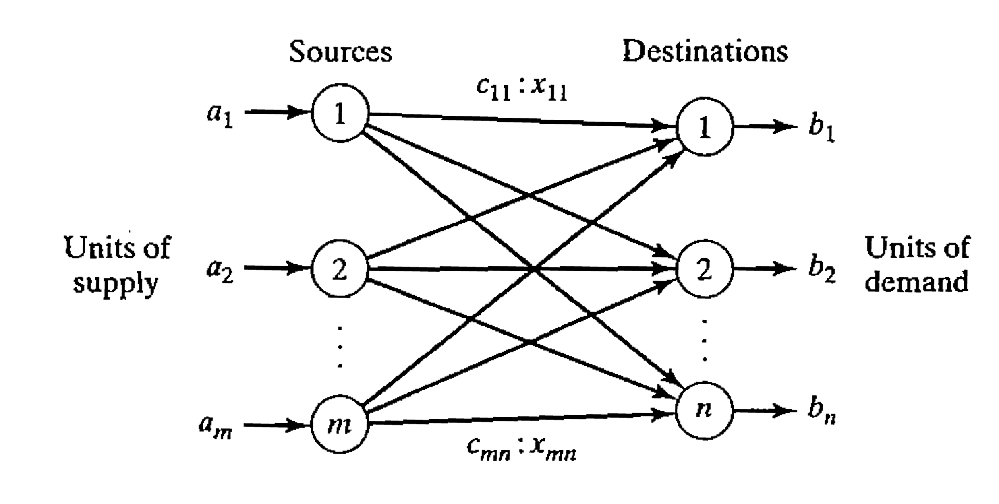 Sources Destinations
c11 : x11
a1 1 1 b1
Units of supply a2 2 2 b2 Units of demand
am m n bn
cmn : xmn